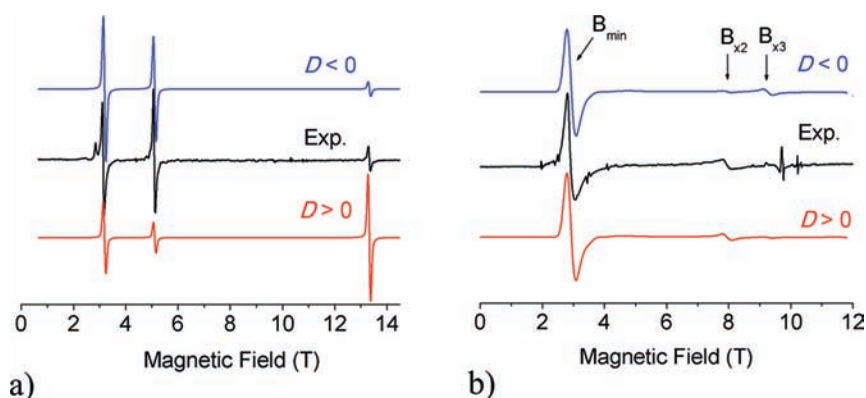 D < 0
Exp.
D > 0
0 2 4 6 8 10 12 14
Magnetic Field (T)
a)
B_min
B_x2 B_x3
D < 0
Exp.
D > 0
0 2 4 6 8 10 12
Magnetic Field (T)
b)